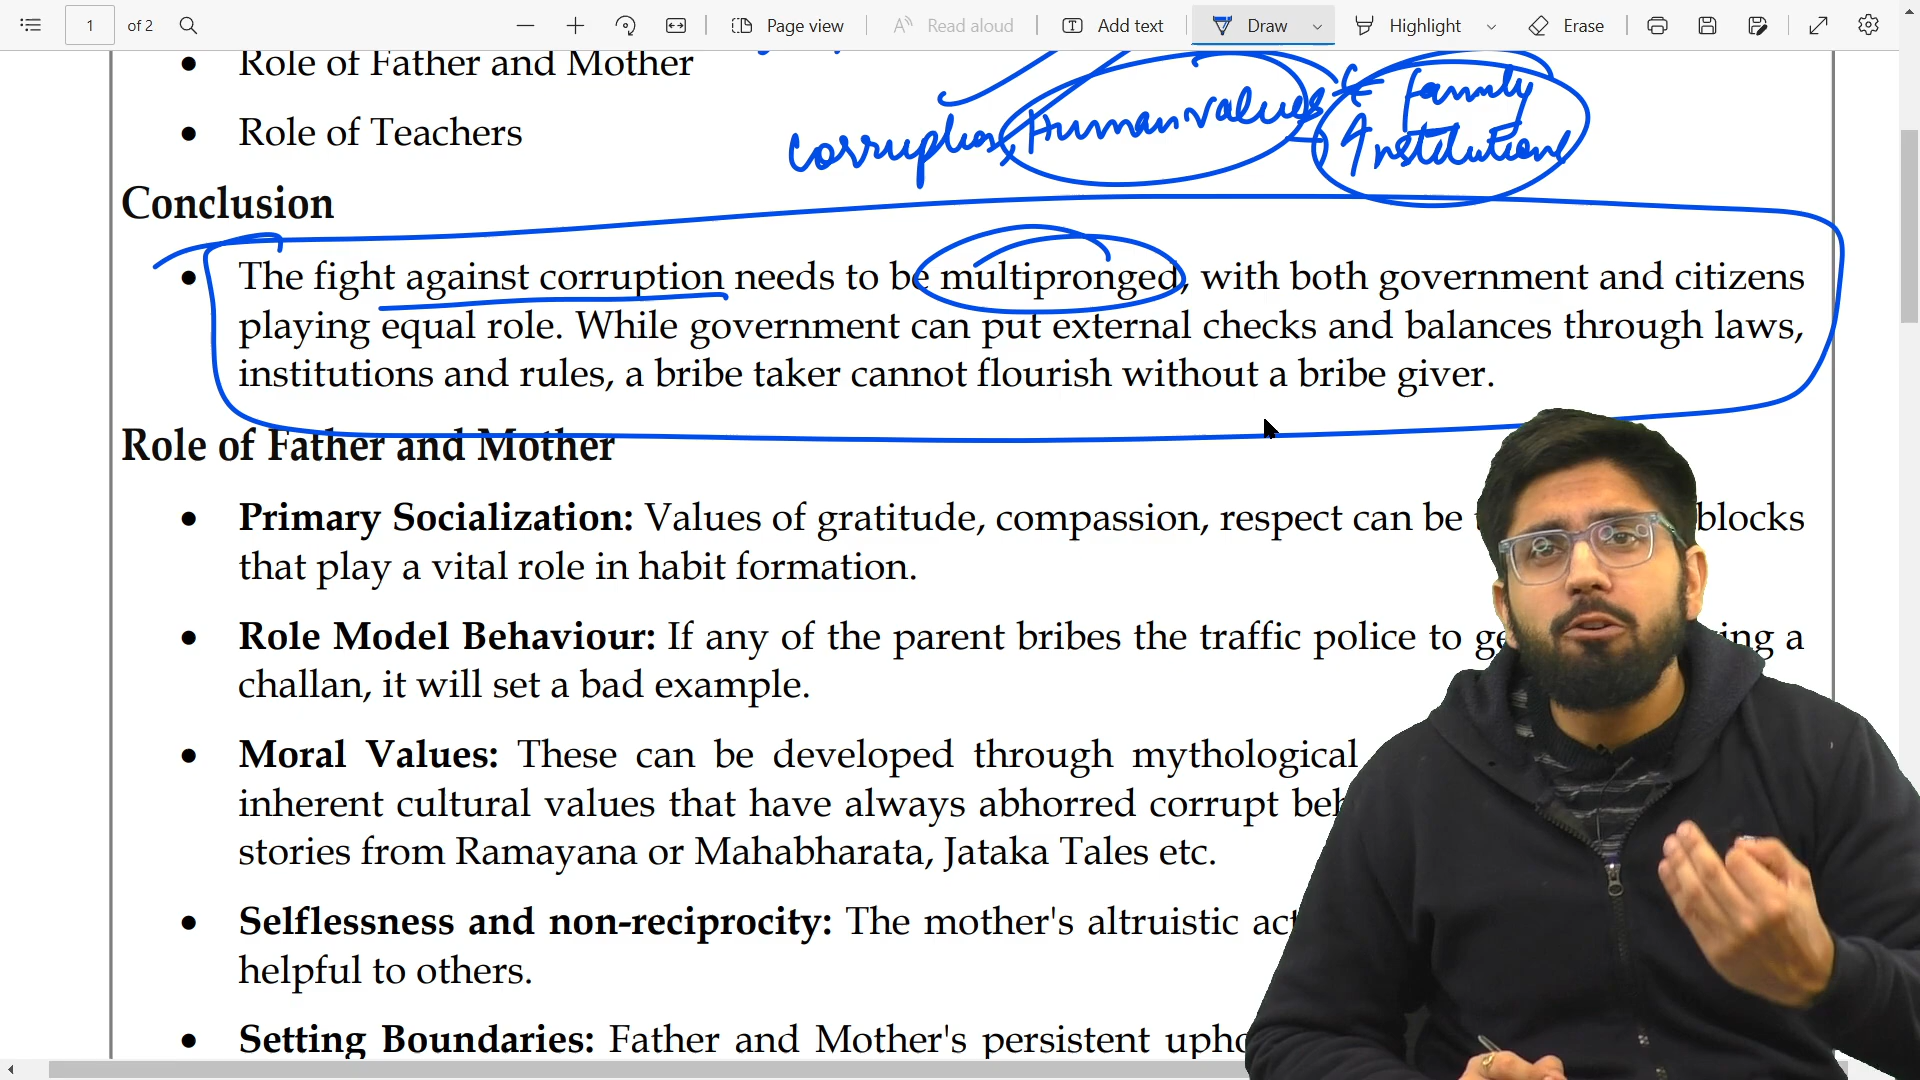 1 of 2 Page view Read aloud Add text Draw Highlight Erase
• Role of Father and Mother
• Role of Teachers
corruption, Human values Family
Institutions
Conclusion
• The fight against corruption needs to be multipronged, with both government and citizens
playing equal role. While government can put external checks and balances through laws,
institutions and rules, a bribe taker cannot flourish without a bribe giver.
Role of Father and Mother
• Primary Socialization: Values of gratitude, compassion, respect can be blocks
that play a vital role in habit formation.
• Role Model Behaviour: If any of the parent bribes the traffic police to a
challan, it will set a bad example.
• Moral Values: These can be developed through mythological
inherent cultural values that have always abhorred corrupt
stories from Ramayana or Mahabharata, Jataka Tales etc.
• Selflessness and non-reciprocity: The mother's altruistic
helpful to others.
• Setting Boundaries: Father and Mother's persistent